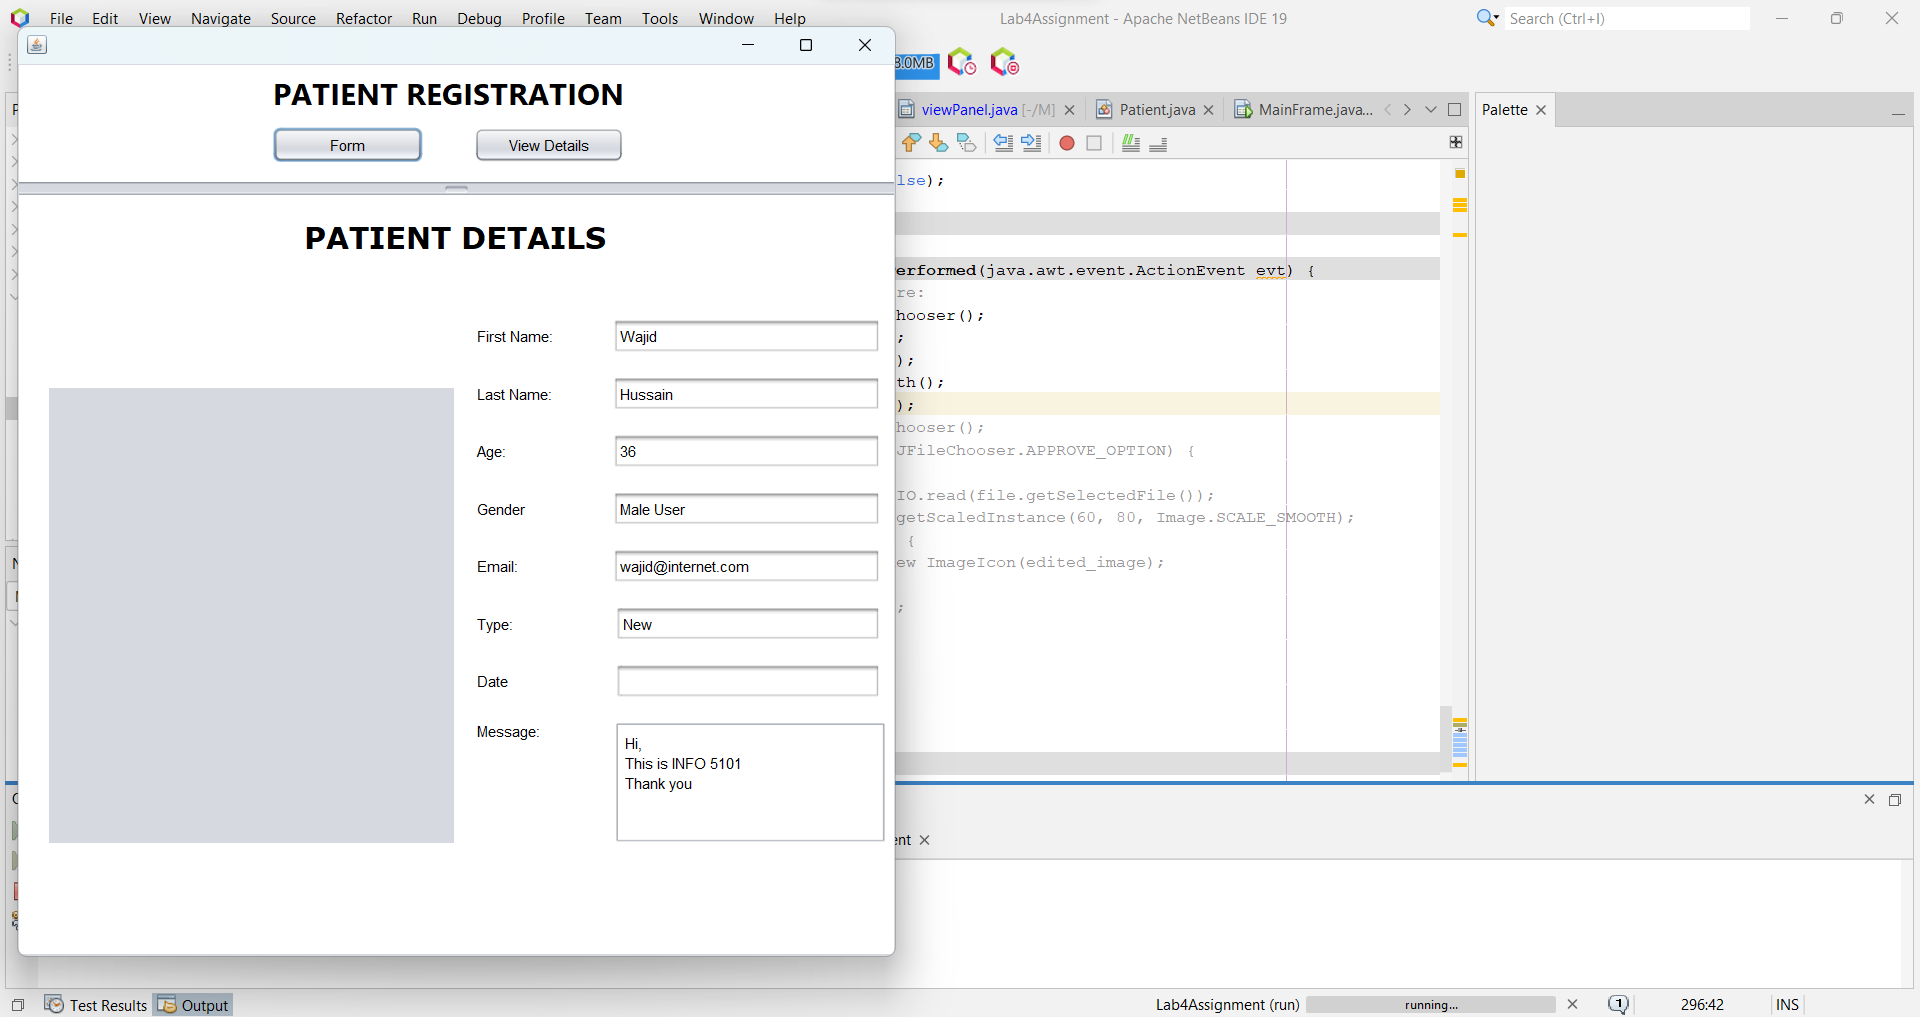 File Edit View Navigate Source Refactor Run Debug Profile Team Tools Window Help
Lab4Assignment - Apache NetBeans IDE 19
Search (Ctrl+I)
8.0MB
PATIENT REGISTRATION
Form View Details
PATIENT DETAILS
First Name: Wajid
Last Name: Hussain
Age: 36
Gender Male User
Email: wajid@internet.com
Type: New
Date
Message: Hi,
This is INFO 5101
Thank you
viewPanel.java [-/M] Patient.java MainFrame.java...
Palette
lse);
erformed(java.awt.event.ActionEvent evt) {
re:
hooser();
;
);
th();
);
hooser();
JFileChooser.APPROVE_OPTION) {
IO.read(file.getSelectedFile());
getScaledInstance(60, 80, Image.SCALE_SMOOTH);
{
ew ImageIcon(edited_image);
;
ent
Test Results Output
Lab4Assignment (run) running... 1 296:42 INS